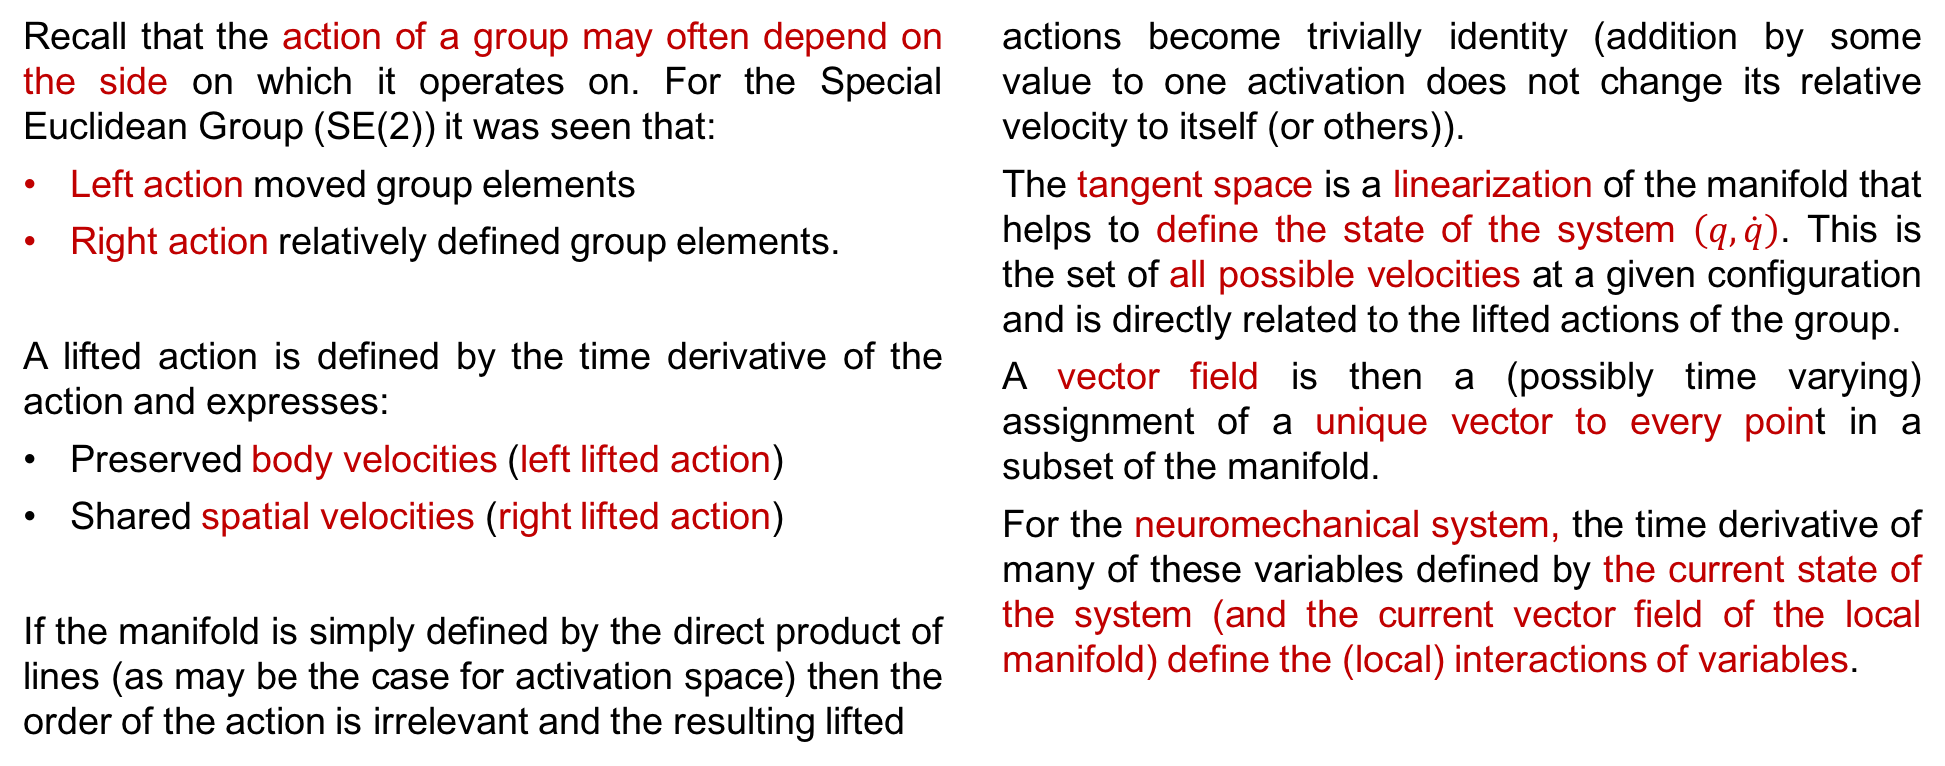 Recall that the action of a group may often depend on
the side on which it operates on. For the Special
Euclidean Group (SE(2)) it was seen that:
• Left action moved group elements
• Right action relatively defined group elements.
A lifted action is defined by the time derivative of the
action and expresses:
• Preserved body velocities (left lifted action)
• Shared spatial velocities (right lifted action)
If the manifold is simply defined by the direct product of
lines (as may be the case for activation space) then the
order of the action is irrelevant and the resulting lifted
actions become trivially identity (addition by some
value to one activation does not change its relative
velocity to itself (or others)).
The tangent space is a linearization of the manifold that
helps to define the state of the system (q, q̇). This is
the set of all possible velocities at a given configuration
and is directly related to the lifted actions of the group.
A vector field is then a (possibly time varying)
assignment of a unique vector to every point in a
subset of the manifold.
For the neuromechanical system, the time derivative of
many of these variables defined by the current state of
the system (and the current vector field of the local
manifold) define the (local) interactions of variables.